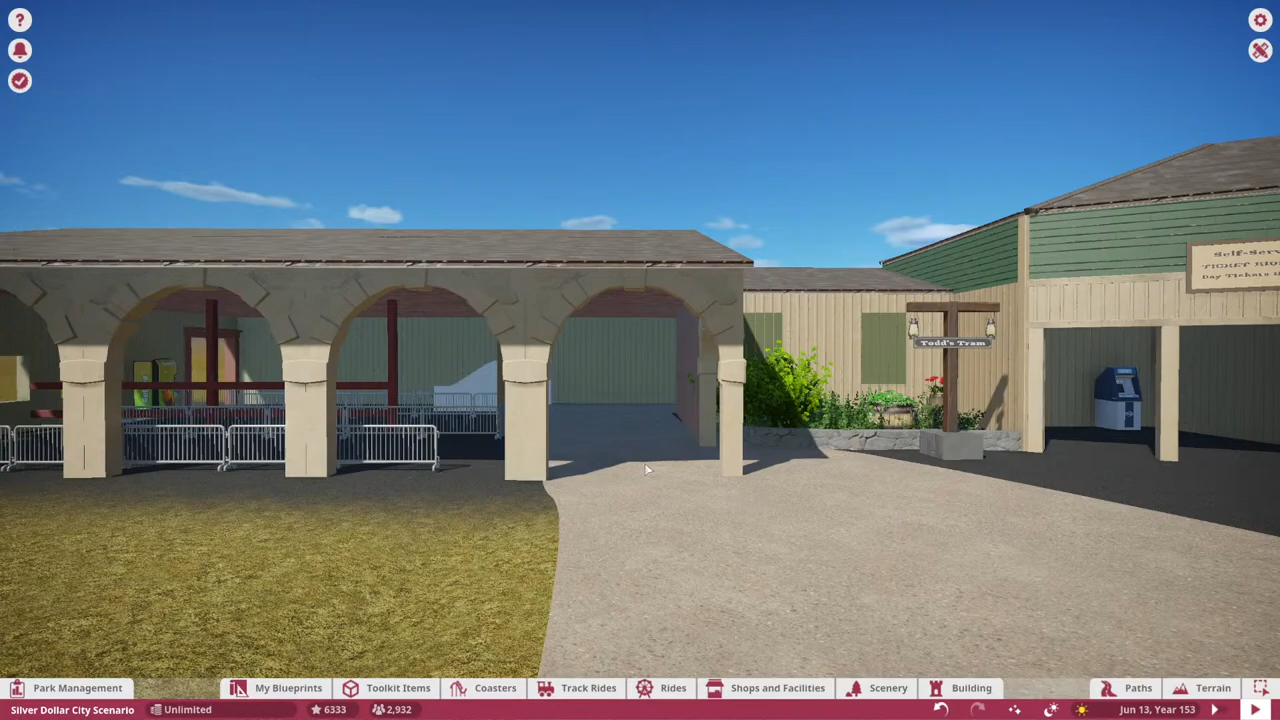 Self-Serv
TICKET KIO
Day Tickets
Todd's Tram
Park Management
My Blueprints
Toolkit Items
Coasters
Track Rides
Rides
Shops and Facilities
Scenery
Building
Paths
Terrain
Silver Dollar City Scenario
Unlimited
6333
2,932
Jun 13, Year 153